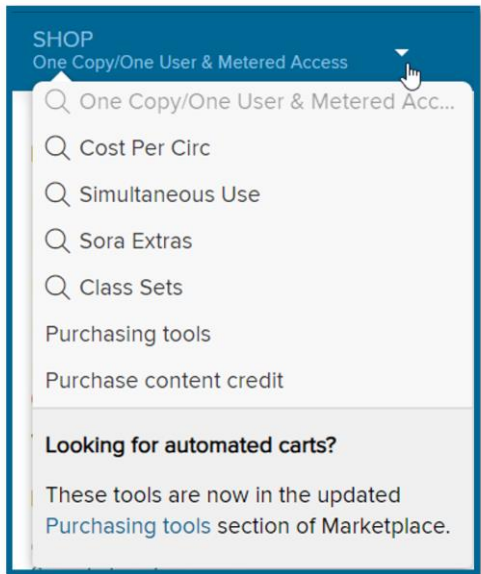 SHOP
One Copy/One User & Metered Access
One Copy/One User & Metered Acc...
Cost Per Circ
Simultaneous Use
Sora Extras
Class Sets
Purchasing tools
Purchase content credit
Looking for automated carts?
These tools are now in the updated
Purchasing tools section of Marketplace.